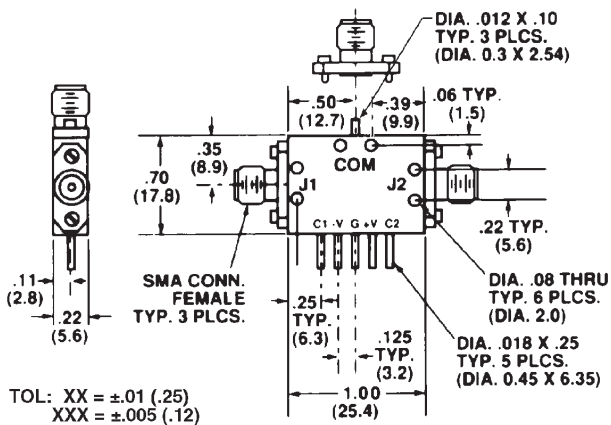 DIA. .012 X .10
TYP. 3 PLCS.
(DIA. 0.3 X 2.54)
.50
(12.7)
.39
(9.9)
.06 TYP.
(1.5)
.35
(8.9)
.70
(17.8)
COM
J1
J2
C1 -V G +V C2
.22 TYP.
(5.6)
SMA CONN.
FEMALE
TYP. 3 PLCS.
.11
(2.8)
.22
(5.6)
.25
TYP.
(6.3)
.125
TYP.
(3.2)
DIA. .08 THRU
TYP. 6 PLCS.
(DIA. 2.0)
DIA. .018 X .25
TYP. 5 PLCS.
(DIA. 0.45 X 6.35)
1.00
(25.4)
TOL: XX = ±.01 (.25)
XXX = ±.005 (.12)